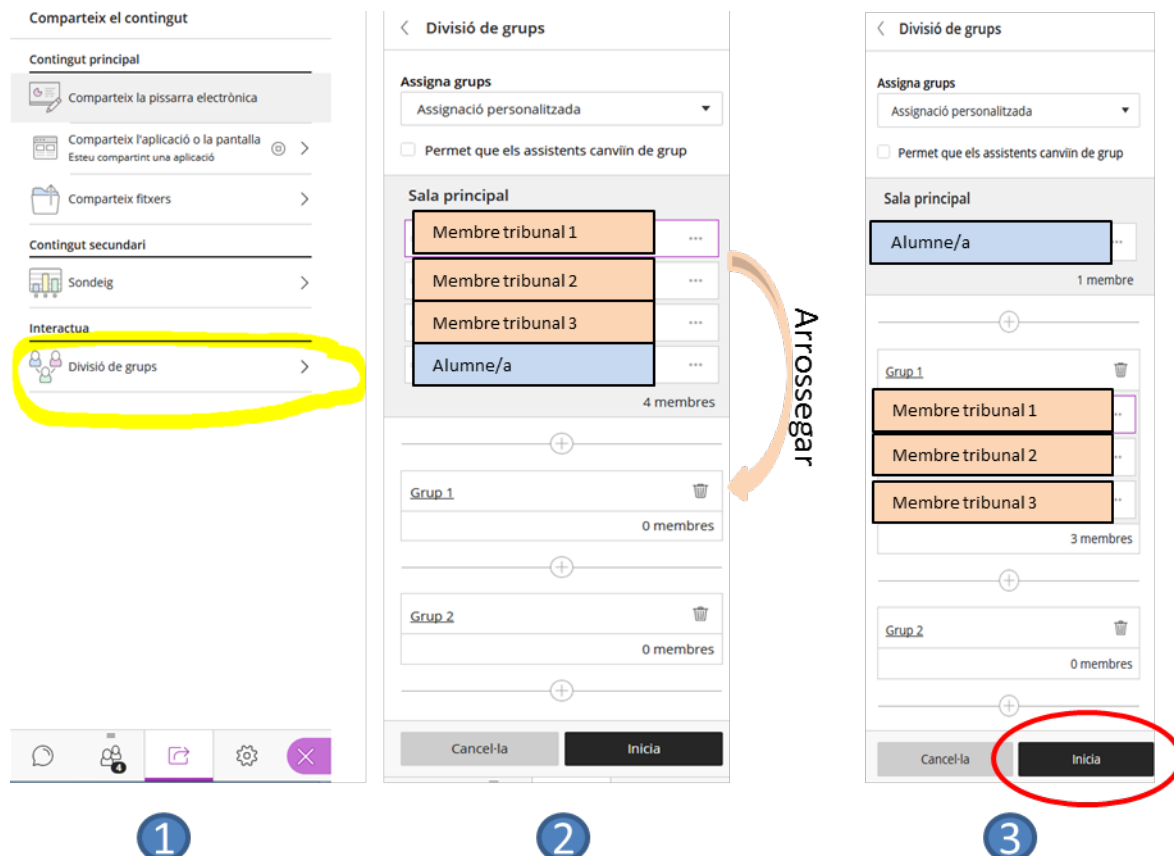 Comparteix el contingut
Contingut principal
Comparteix la pissarra electrònica
Comparteix l'aplicació o la pantalla
Esteu compartint una aplicació
Comparteix fitxers
Contingut secundari
Sondeig
Interactua
Divisió de grups
4
1
Divisió de grups
Assigna grups
Assignació personalitzada
Permet que els assistents canviïn de grup
Sala principal
Membre tribunal 1
Membre tribunal 2
Membre tribunal 3
Alumne/a
4 membres
Grup 1
0 membres
Grup 2
0 membres
Cancel·la
Inicia
2
Arrossegar
Divisió de grups
Assigna grups
Assignació personalitzada
Permet que els assistents canviïn de grup
Sala principal
Alumne/a
1 membre
Grup 1
Membre tribunal 1
Membre tribunal 2
Membre tribunal 3
3 membres
Grup 2
0 membres
Cancel·la
Inicia
3